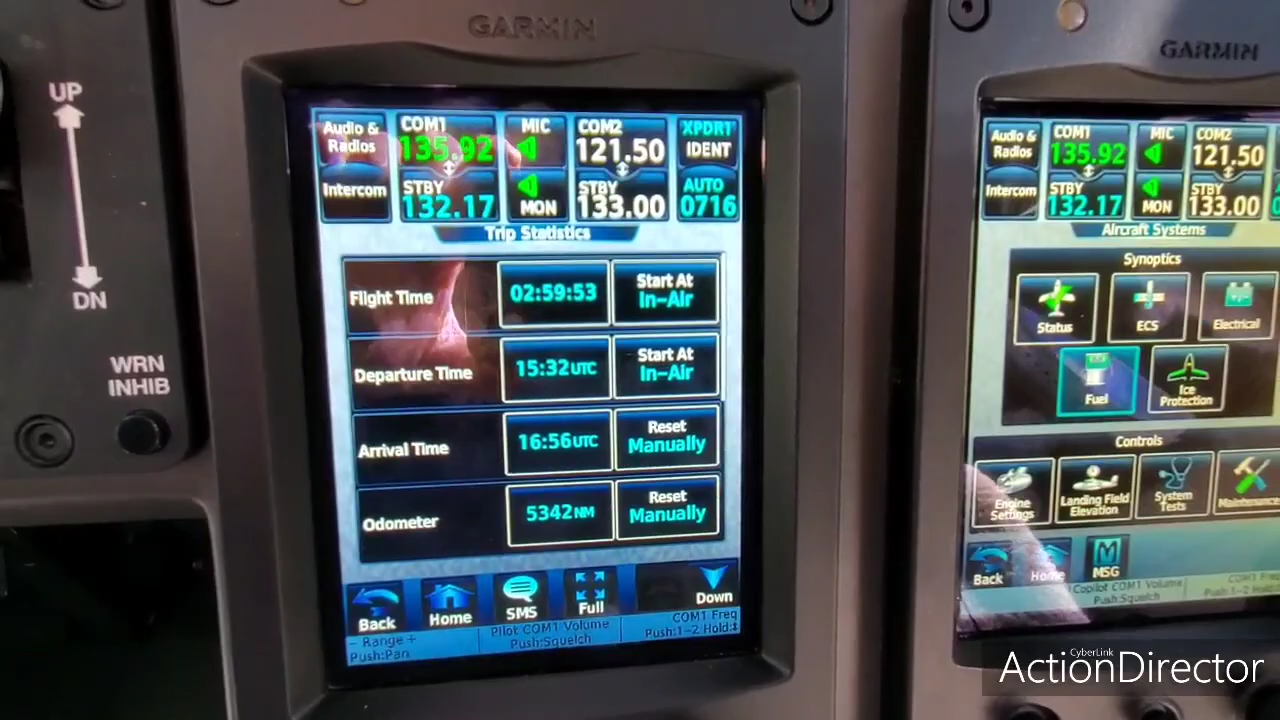 GARMIN
GARMIN
UP
DN
WRN
INHIB
Audio &
Radios
Intercom
COM1
135.92
STBY
132.17
MIC
MON
COM2
121.50
STBY
133.00
XPDR1
IDENT
AUTO
0716
Trip Statistics
Flight Time
02:59:53
Start At
In-Air
Departure Time
15:32UTC
Start At
In-Air
Arrival Time
16:56UTC
Reset
Manually
Odometer
5342NM
Reset
Manually
Back
Home
SMS
Full
Down
- Range +
Push:Pan
Pilot COM1 Volume
Push:Squelch
COM1 Freq
Push:1-2 Hold:↕
Audio &
Radios
Intercom
COM1
135.92
STBY
132.17
MIC
MON
COM2
121.50
STBY
133.00
Aircraft Systems
Synoptics
Status
ECS
Electrical
Fuel
Ice
Protection
Controls
Engine
Settings
Landing Field
Elevation
System
Tests
Maintenance
Back
Home
MSG
Copilot COM1 Volume
Push:Squelch
COM1 Freq
Push:1-2 Hold
CyberLink
ActionDirector